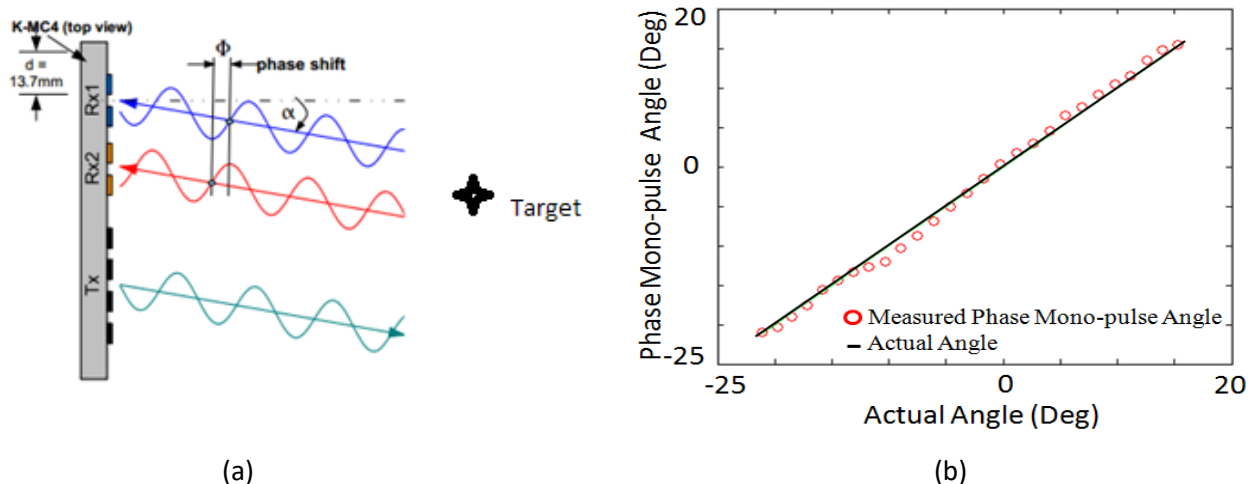 K-MC4 (top view)
d =
13.7mm
Φ
phase shift
α
Rx1
Rx2
Tx
Target
(a)
Phase Mono-pulse Angle (Deg)
20
0
-25
Measured Phase Mono-pulse Angle
Actual Angle
-25
0
20
Actual Angle (Deg)
(b)